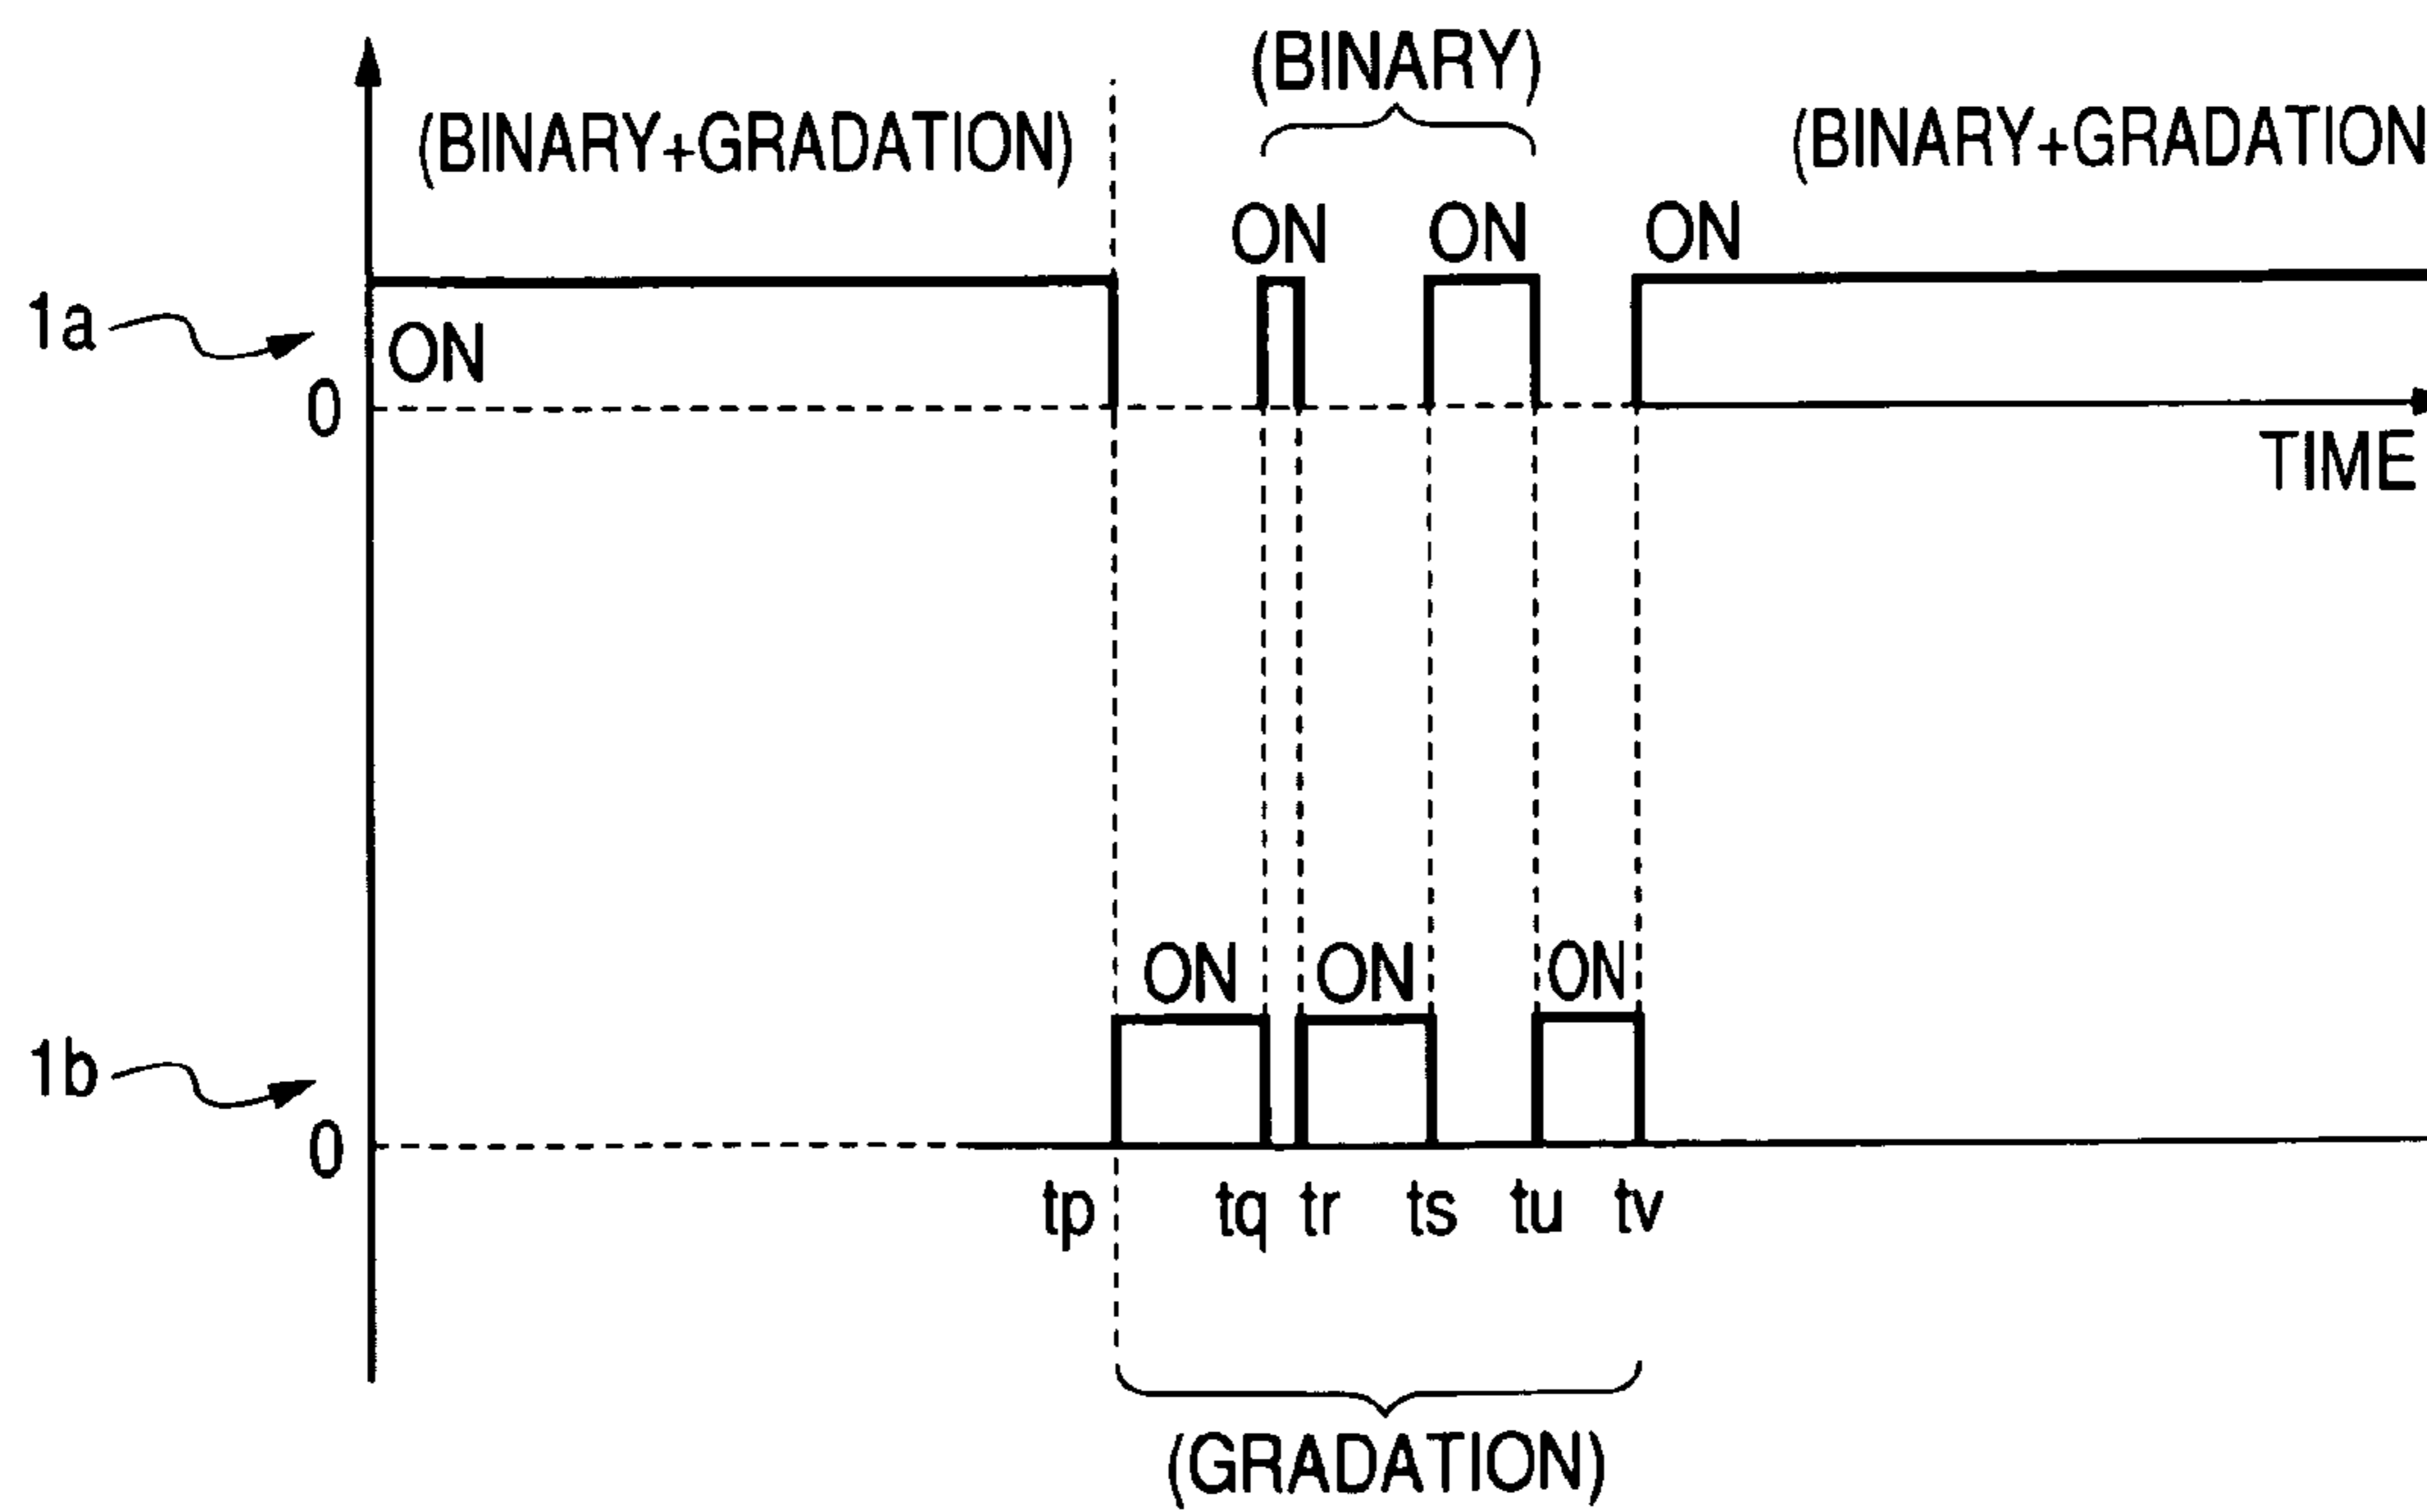 (BINARY)
(BINARY+GRADATION)
(BINARY+GRADATION
ON
ON
ON
1a
ON
0
TIME
ON
ON
ON
1b
0
tp
tq
tr
ts
tu
tv
(GRADATION)